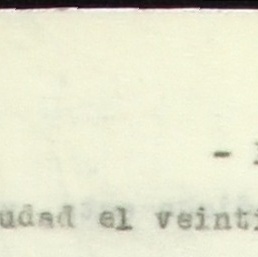 -
udad el veinti